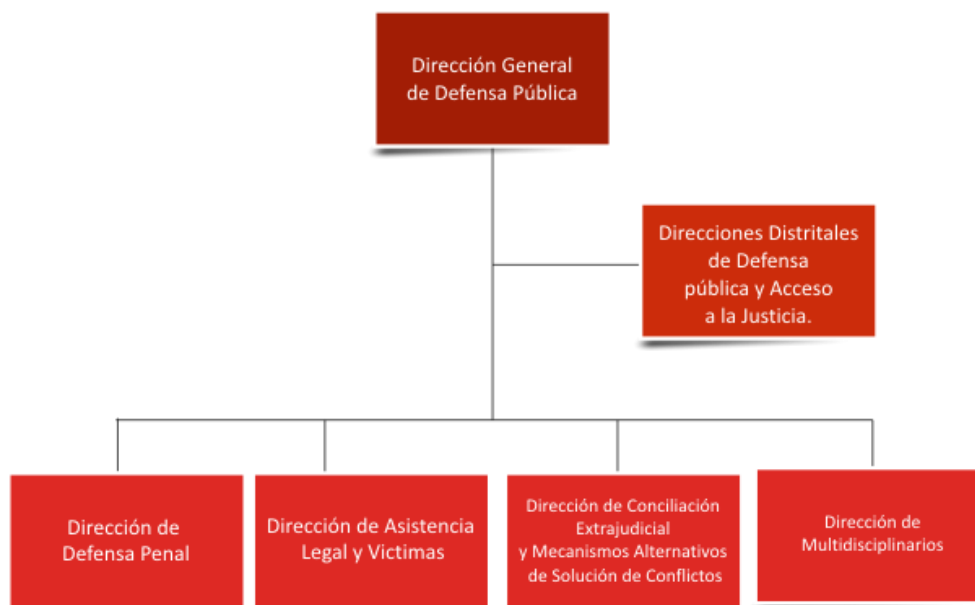 Dirección General
de Defensa Pública
Direcciones Distritales
de Defensa
pública y Acceso
a la Justicia.
Dirección de
Defensa Penal
Dirección de Asistencia
Legal y Victimas
Dirección de Conciliación
Extrajudicial
y Mecanismos Alternativos
de Solución de Conflictos
Dirección de
Multidisciplinarios